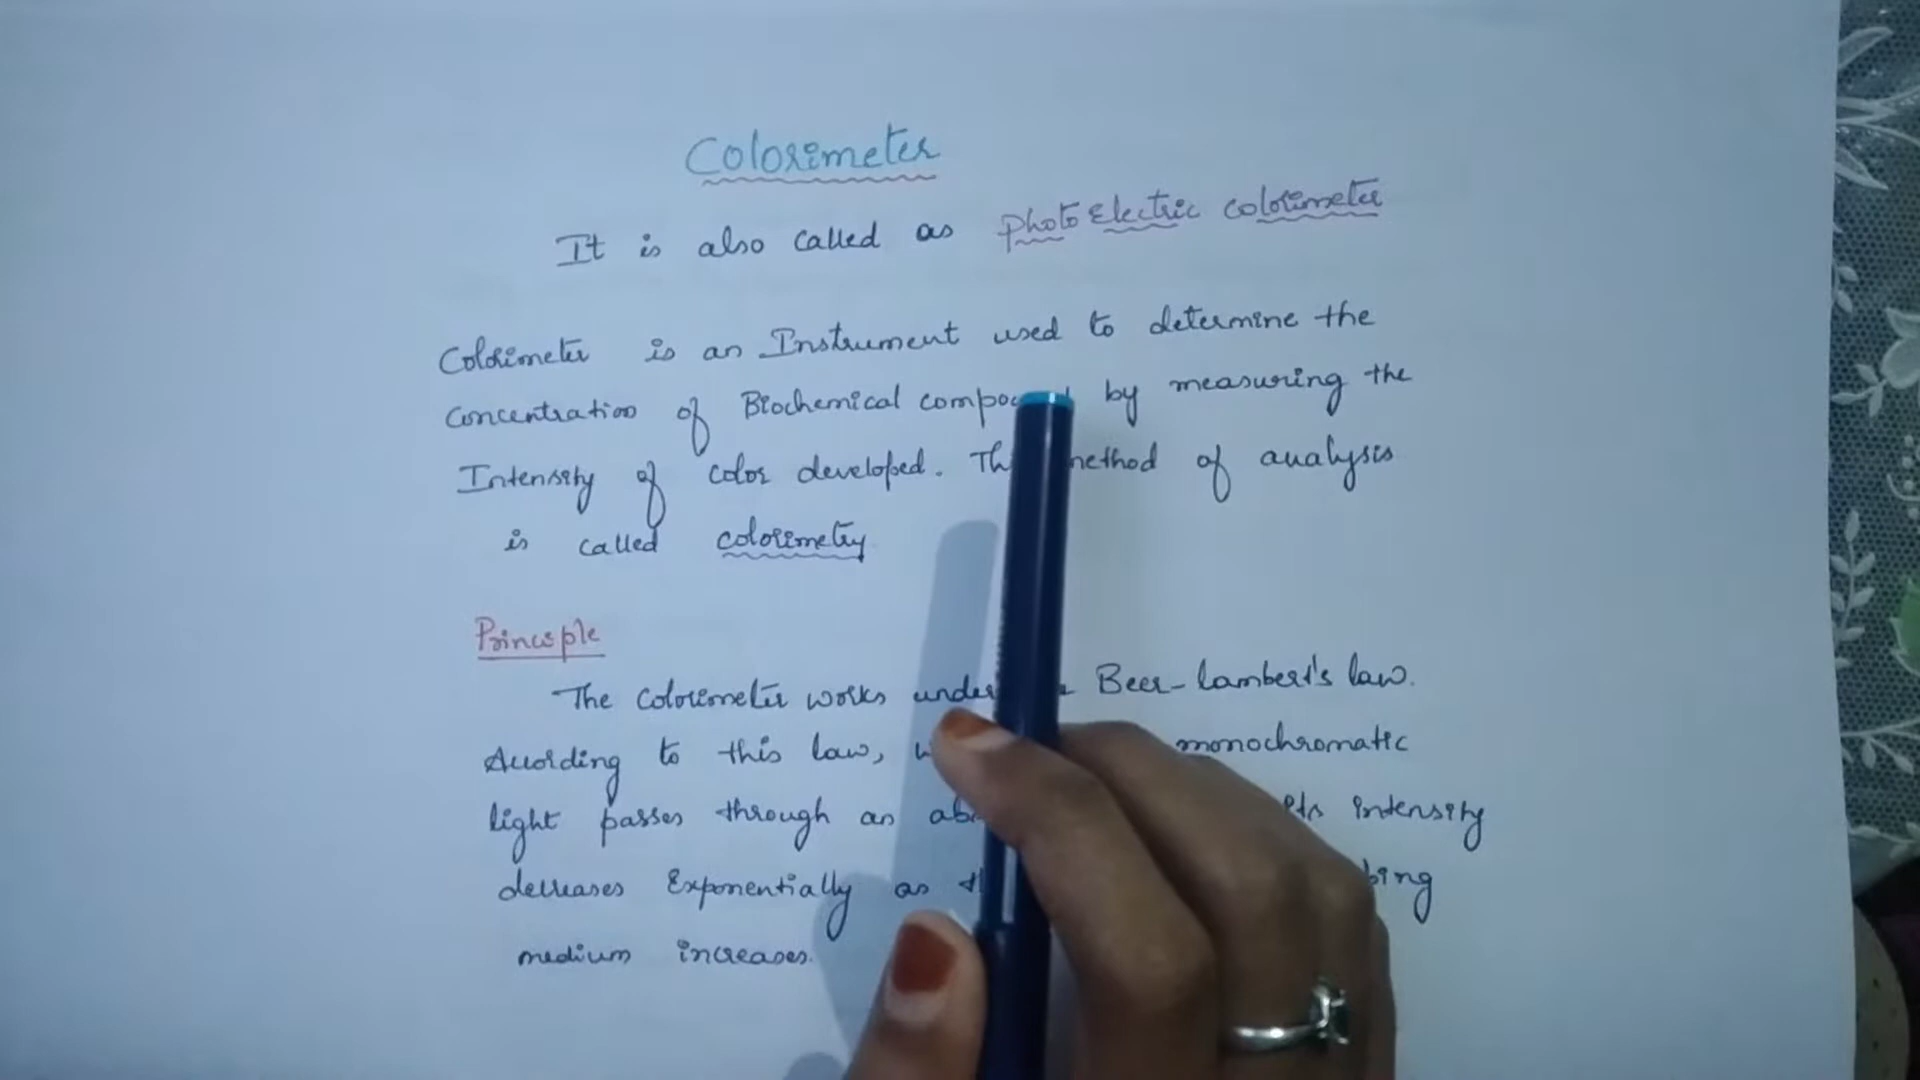 Colorimeter
It is also called as PhotoElectric colorimeter
Colorimeter is an Instrument used to determine the
concentration of Biochemical by measuring the
Intensity of color developed. method of analysis
is called colorimetry
Principle
The colorimeter works under Beer-lambert's law.
According to this law, monochromatic
light passes through an its intensity
decreases Exponentially as
medium increases.